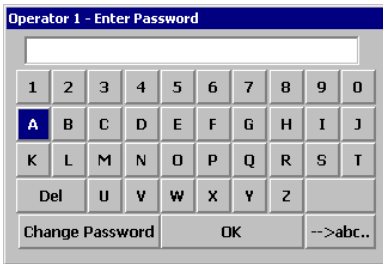 Operator 1 - Enter Password
1 2 3 4 5 6 7 8 9 0
A B C D E F G H I J
K L M N O P Q R S T
Del U V W X Y Z
Change Password OK -->abc..